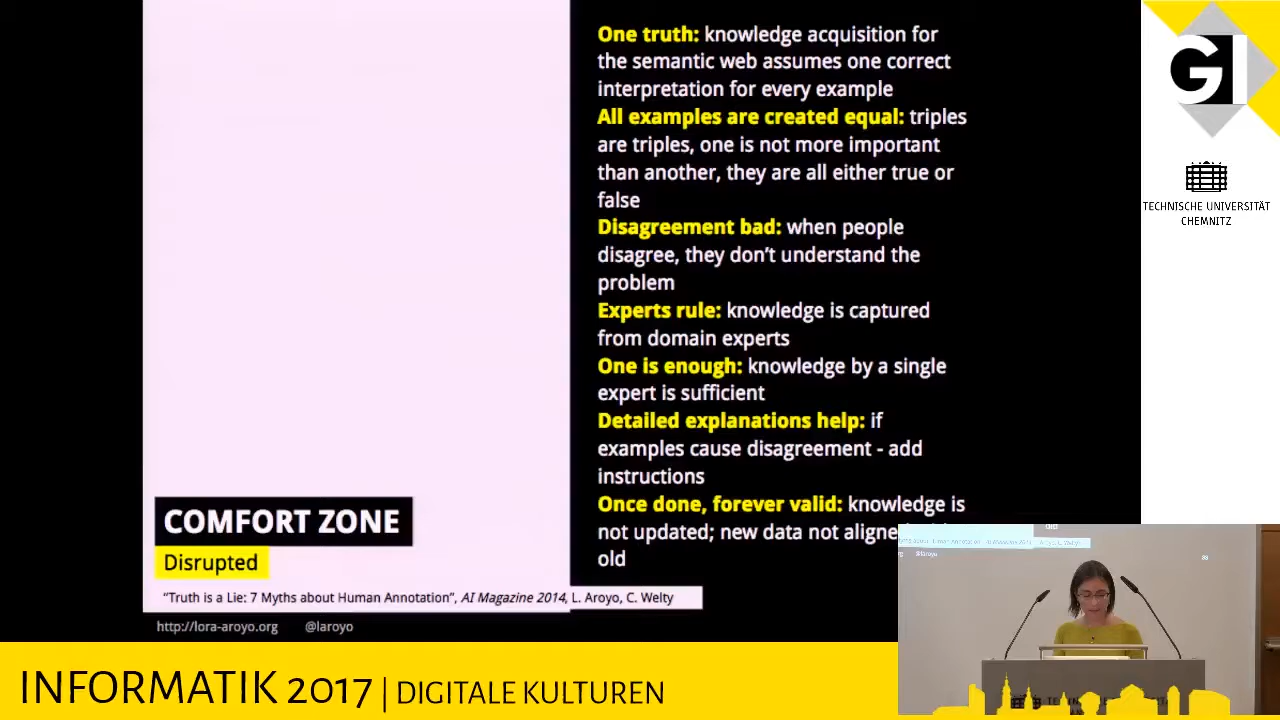 One truth: knowledge acquisition for
the semantic web assumes one correct
interpretation for every example
All examples are created equal: triples
are triples, one is not more important
than another, they are all either true or
false
Disagreement bad: when people
disagree, they don't understand the
problem
Experts rule: knowledge is captured
from domain experts
One is enough: knowledge by a single
expert is sufficient
Detailed explanations help: if
examples cause disagreement - add
instructions
Once done, forever valid: knowledge is
not updated; new data not aligne
old
COMFORT ZONE
Disrupted
"Truth is a Lie: 7 Myths about Human Annotation", AI Magazine 2014, L. Aroyo, C. Welty
http://lora-aroyo.org @laroyo
GI
TECHNISCHE UNIVERSITÄT
CHEMNITZ
@laroyo
INFORMATIK 2017 | DIGITALE KULTUREN